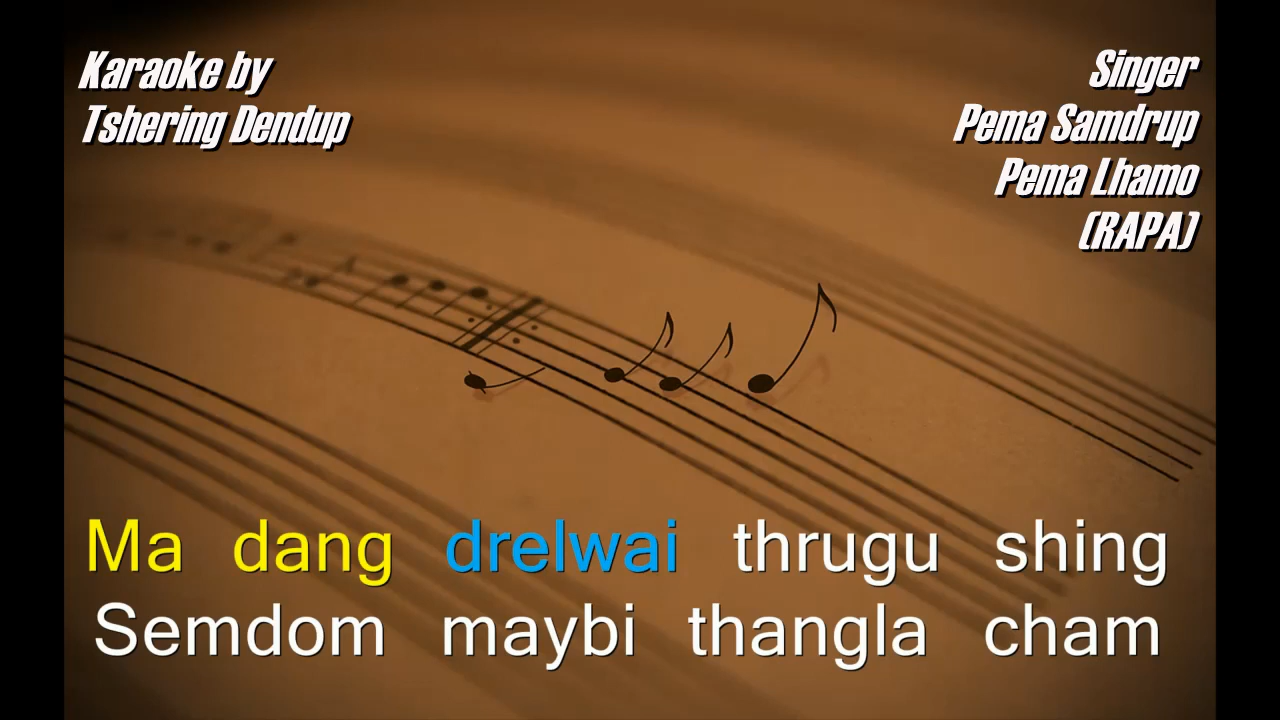 Karaoke by
Tshering Dendup
Singer
Pema Samdrup
Pema Lhamo
(RAPA)
Ma dang drelwai thrugu shing
Semdom maybi thangla cham